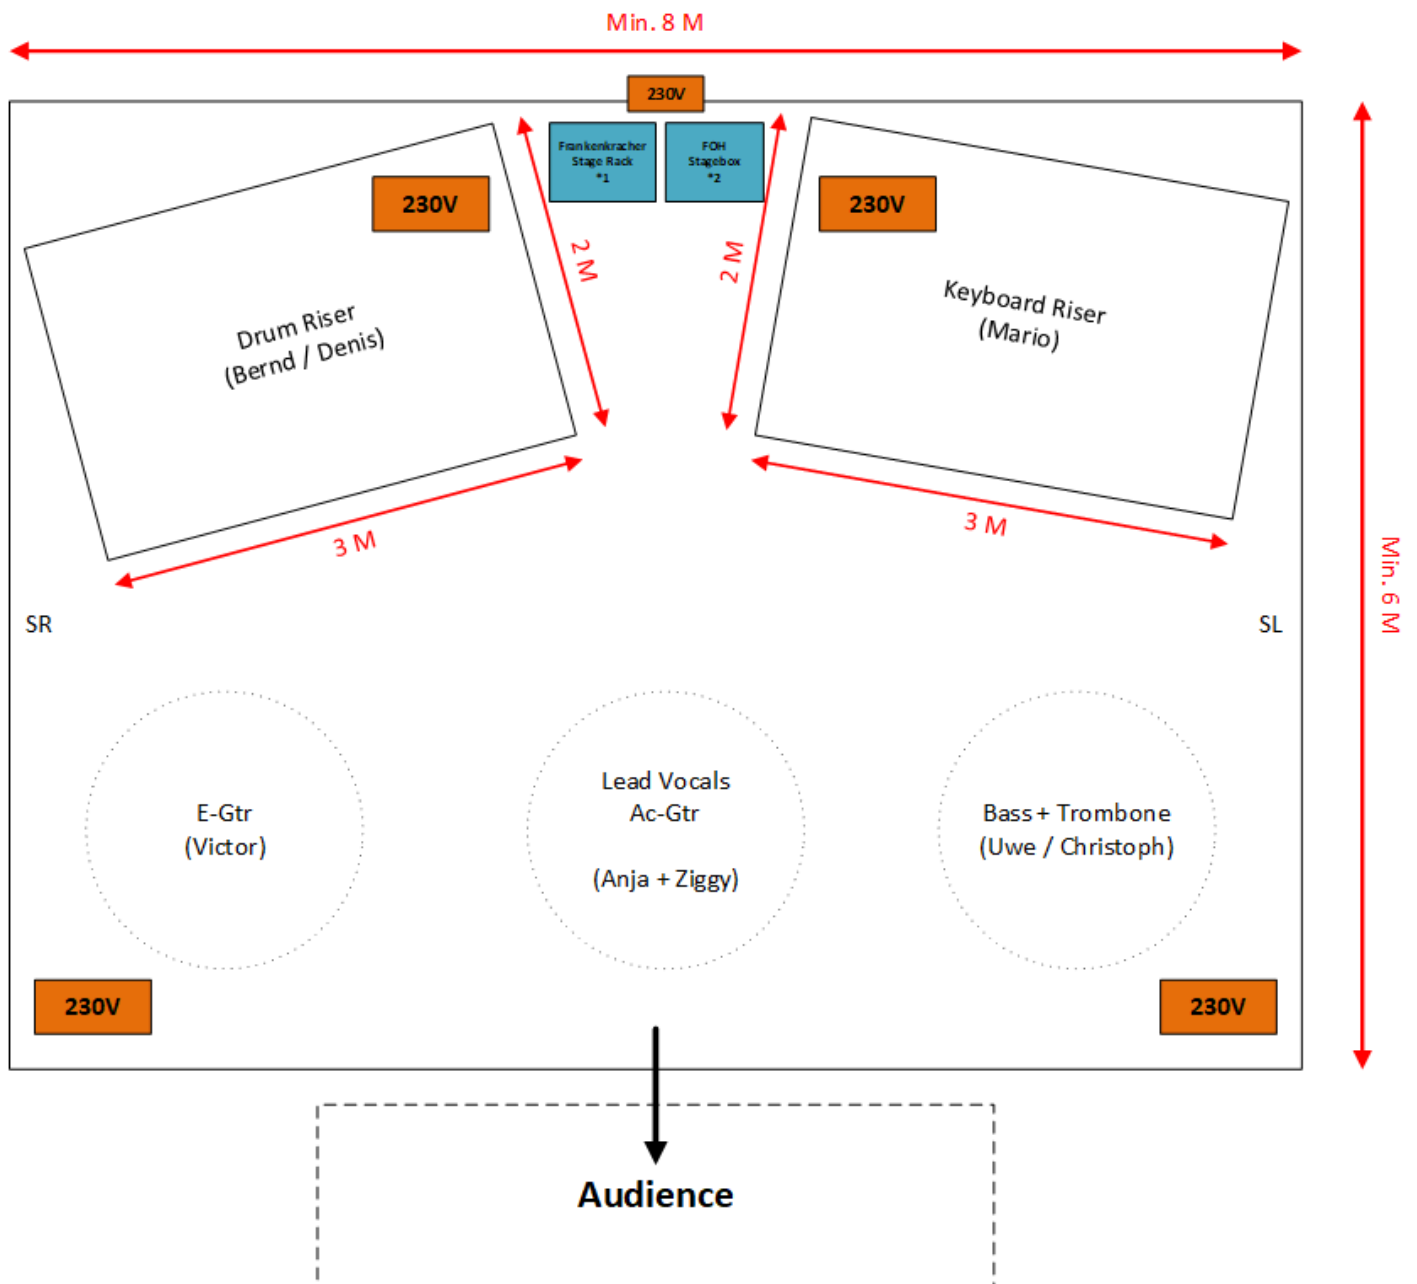 Min. 8 M
230V
Frankenkracher
Stage Rack
*1
FOH
Stagebox
*2
230V
230V
2 M
2 M
Drum Riser
(Bernd / Denis)
Keyboard Riser
(Mario)
3 M
3 M
Min. 6 M
SR
SL
E-Gtr
(Victor)
Lead Vocals
Ac-Gtr
(Anja + Ziggy)
Bass + Trombone
(Uwe / Christoph)
230V
230V
Audience